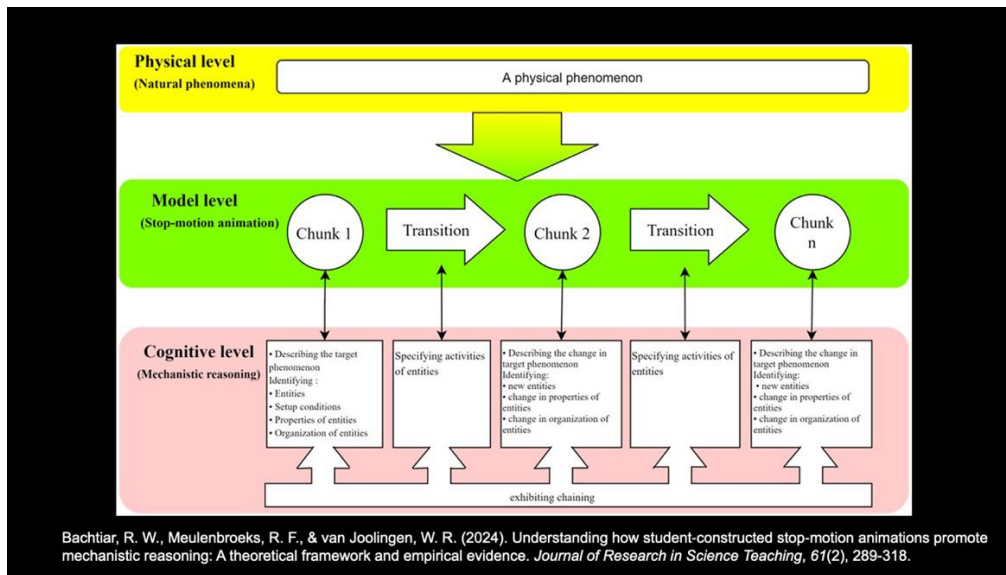 Physical level
(Natural phenomena)
A physical phenomenon
Model level
(Stop-motion animation)
Chunk 1
Transition
Chunk 2
Transition
Chunk
n
Cognitive level
(Mechanistic reasoning)
• Describing the target
phenomenon
Identifying :
• Entities
• Setup conditions
• Properties of entities
• Organization of entities
Specifying activities
of entities
• Describing the change in
target phenomenon
Identifying:
• new entities
• change in properties of
entities
• change in organization of
entities
Specifying activities of
entities
• Describing the change in
target phenomenon
Identifying:
• new entities
• change in properties of
entities
• change in organization of
entities
exhibiting chaining
Bachtiar, R. W., Meulenbroeks, R. F., & van Joolingen, W. R. (2024). Understanding how student-constructed stop-motion animations promote
mechanistic reasoning: A theoretical framework and empirical evidence. Journal of Research in Science Teaching, 61(2), 289-318.